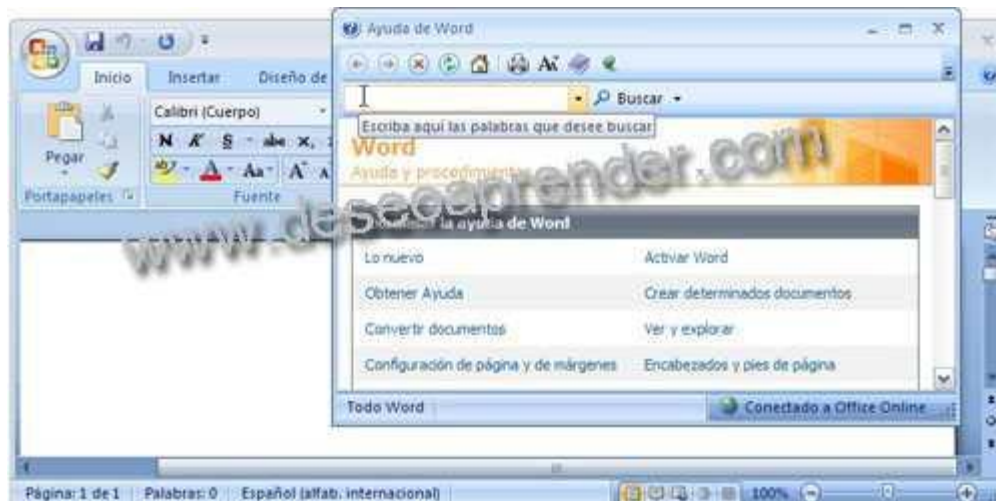 Ayuda de Word
Inicio
Insertar
Diseño de
Buscar
Calibri (Cuerpo)
Escriba aquí las palabras que desee buscar
N K S abe x,
Aa A A
Pegar
Portapapeles
Fuente
Word
Ayuda y procedimientos
www.deseoaprender.com
la ayuda de Word
Lo nuevo
Activar Word
Obtener Ayuda
Crear determinados documentos
Convertir documentos
Ver y explorar
Configuración de página y de márgenes
Encabezados y pies de página
Todo Word
Conectado a Office Online
Página: 1 de 1
Palabras: 0
Español (alfab. internacional)
100%